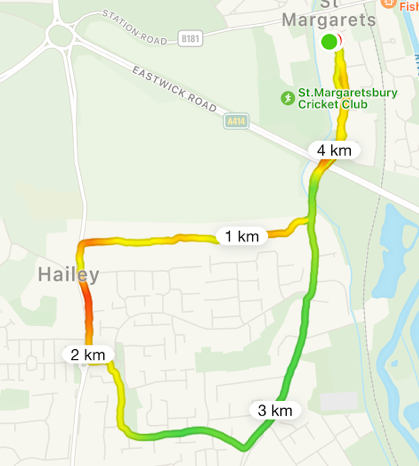 St
Margarets
Fish
STATION ROAD
B181
EASTWICK ROAD
A414
St.Margaretsbury
Cricket Club
4 km
1 km
Hailey
2 km
3 km